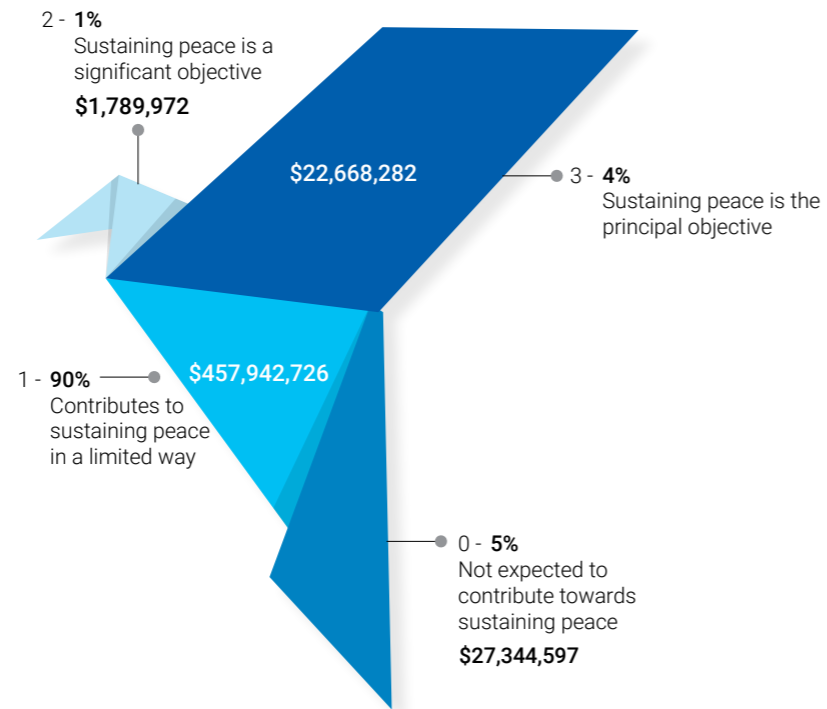 2 - 1%
Sustaining peace is a
significant objective
$1,789,972
$22,668,282
3 - 4%
Sustaining peace is the
principal objective
1 - 90%
Contributes to
sustaining peace
in a limited way
$457,942,726
0 - 5%
Not expected to
contribute towards
sustaining peace
$27,344,597